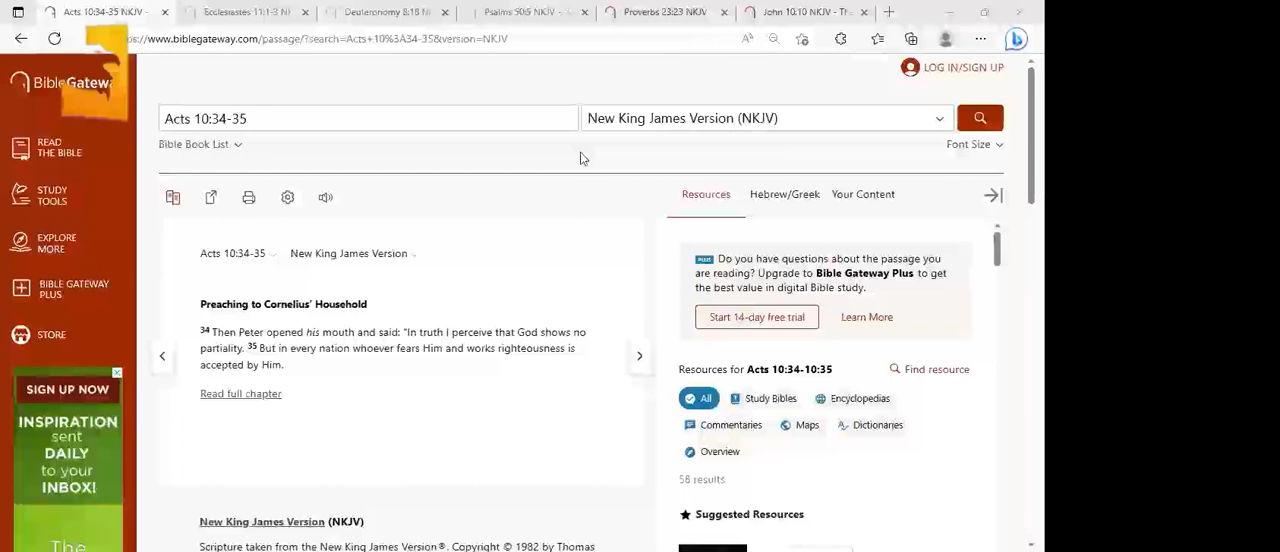 Acts 10:34-35 NKJV
Ecclesiastes 11:1-3 NK
Deuteronomy 8:18 N
Psalms 50:5 NKJV -
Proverbs 23:23 NKJV
John 10:10 NKJV - Th
www.biblegateway.com/passage/?search=Acts+10%3A34-35&version=NKJV
LOG IN/SIGN UP
BibleGatew
Acts 10:34-35
New King James Version (NKJV)
Bible Book List
Font Size
READ
THE BIBLE
STUDY
TOOLS
EXPLORE
MORE
BIBLE GATEWAY
PLUS
STORE
SIGN UP NOW
INSPIRATION
sent
DAILY
to your
INBOX!
The
Acts 10:34-35 New King James Version
Preaching to Cornelius' Household
34 Then Peter opened his mouth and said: "In truth I perceive that God shows no
partiality. 35 But in every nation whoever fears Him and works righteousness is
accepted by Him.
Read full chapter
New King James Version (NKJV)
Scripture taken from the New King James Version®. Copyright © 1982 by Thomas
Resources Hebrew/Greek Your Content
PLUS Do you have questions about the passage you
are reading? Upgrade to Bible Gateway Plus to get
the best value in digital Bible study.
Start 14-day free trial Learn More
Resources for Acts 10:34-10:35 Find resource
All Study Bibles Encyclopedias
Commentaries Maps Dictionaries
Overview
58 results
Suggested Resources